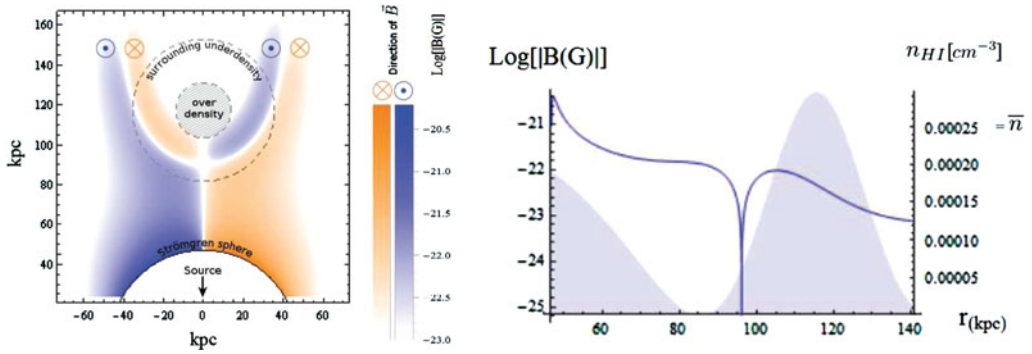 160
140
120
100
80
60
40
kpc
−60 −40 −20 0 20 40 60
kpc
surrounding underdensity
over
density
Strömgren sphere
Source
Direction of B⃗
Log[|B(G)|]
−20.5
−21.0
−21.5
−22.0
−22.5
−23.0
Log[|B(G)|]
n_{HI}[cm^{-3}]
-21
-22
-23
-24
-25
0.00025 = n̄
0.00020
0.00015
0.00010
0.00005
60 80 100 120 140
r(kpc)